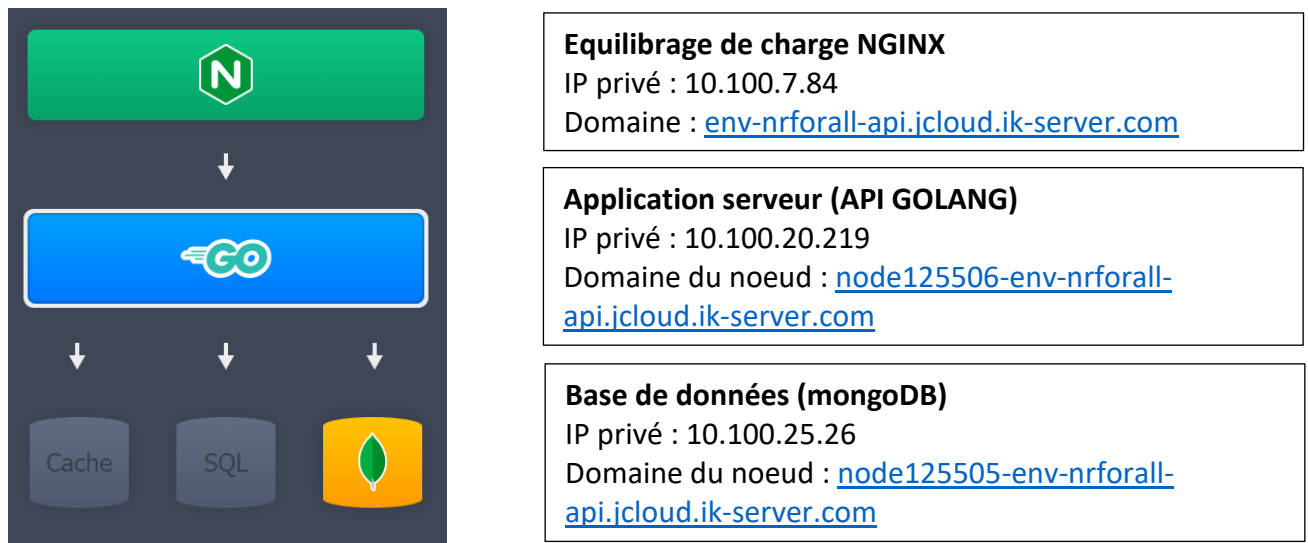 N
GO
Cache
SQL
Equilibrage de charge NGINX
IP privé : 10.100.7.84
Domaine : env-nrforall-api.jcloud.ik-server.com
Application serveur (API GOLANG)
IP privé : 10.100.20.219
Domaine du noeud : node125506-env-nrforall-
api.jcloud.ik-server.com
Base de données (mongoDB)
IP privé : 10.100.25.26
Domaine du noeud : node125505-env-nrforall-
api.jcloud.ik-server.com